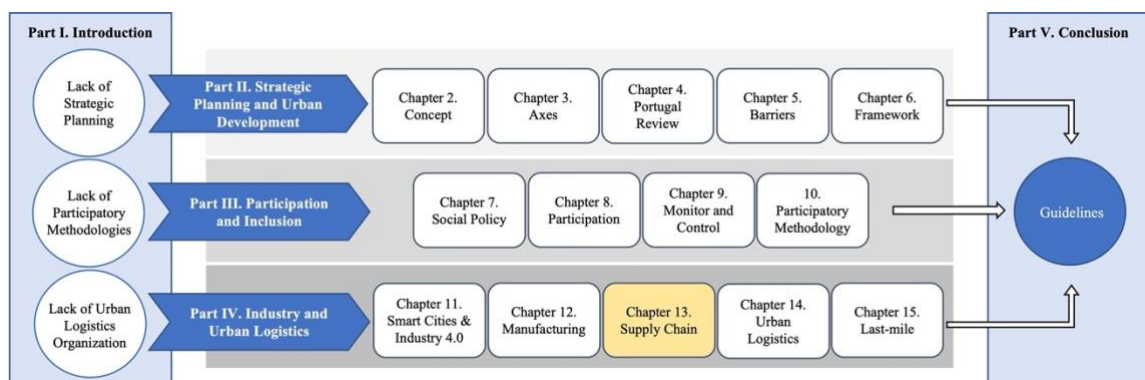 Part I. Introduction
Part V. Conclusion
Lack of
Strategic
Planning
Part II. Strategic
Planning and Urban
Development
Chapter 2.
Concept
Chapter 3.
Axes
Chapter 4.
Portugal
Review
Chapter 5.
Barriers
Chapter 6.
Framework
Lack of
Participatory
Methodologies
Part III. Participation
and Inclusion
Chapter 7.
Social Policy
Chapter 8.
Participation
Chapter 9.
Monitor and
Control
10.
Participatory
Methodology
Guidelines
Lack of Urban
Logistics
Organization
Part IV. Industry and
Urban Logistics
Chapter 11.
Smart Cities &
Industry 4.0
Chapter 12.
Manufacturing
Chapter 13.
Supply Chain
Chapter 14.
Urban
Logistics
Chapter 15.
Last-mile